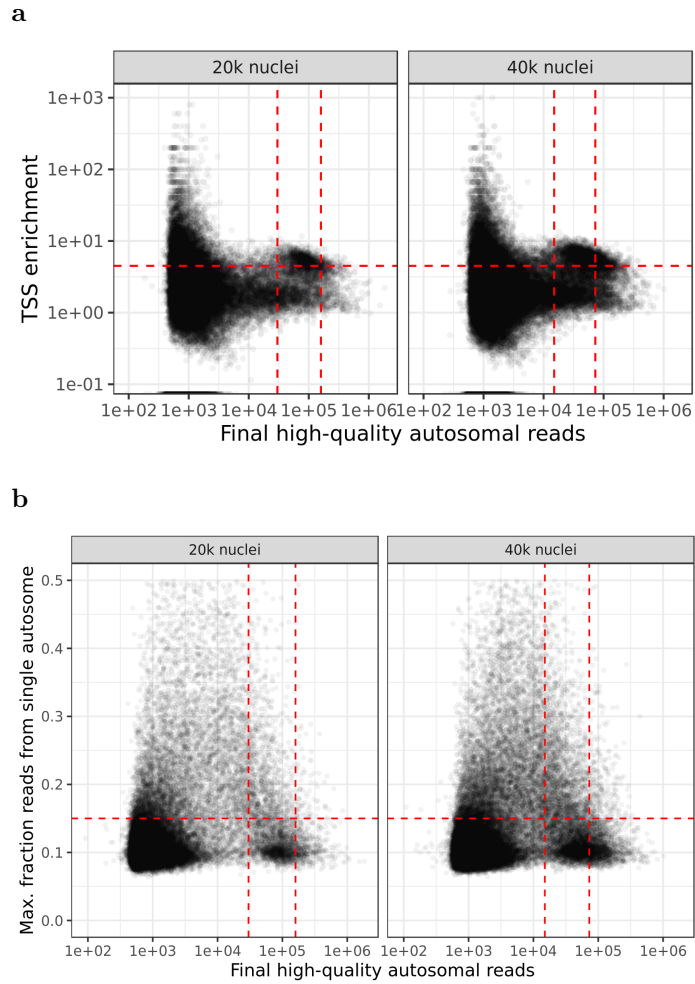 a
20k nuclei 40k nuclei
1e+03
1e+02
1e+01
1e+00
1e-01
TSS enrichment
1e+02 1e+03 1e+04 1e+05 1e+06 1e+02 1e+03 1e+04 1e+05 1e+06
Final high-quality autosomal reads
b
20k nuclei 40k nuclei
0.5
0.4
0.3
0.2
0.1
0.0
Max. fraction reads from single autosome
1e+02 1e+03 1e+04 1e+05 1e+06 1e+02 1e+03 1e+04 1e+05 1e+06
Final high-quality autosomal reads